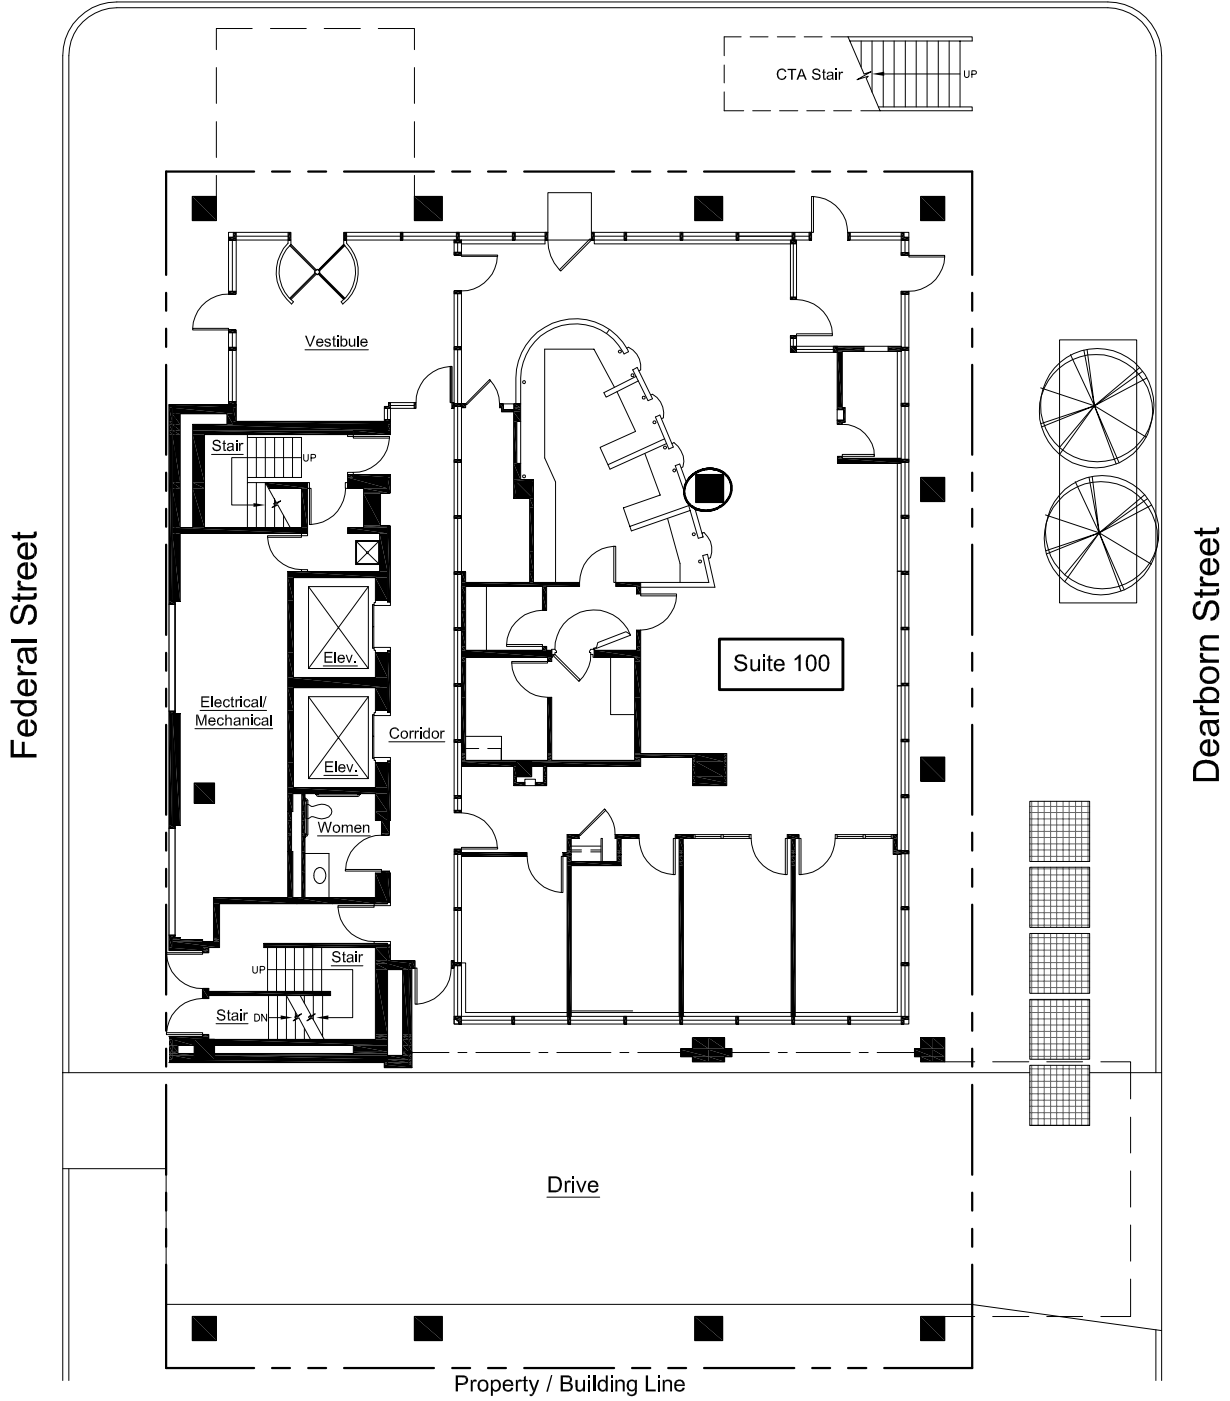 CTA Stair
UP
Vestibule
Stair
UP
Federal Street
Dearborn Street
Elev.
Suite 100
Electrical/
Mechanical
Corridor
Elev.
Women
Stair
UP
Stair
DN
Drive
Property / Building Line